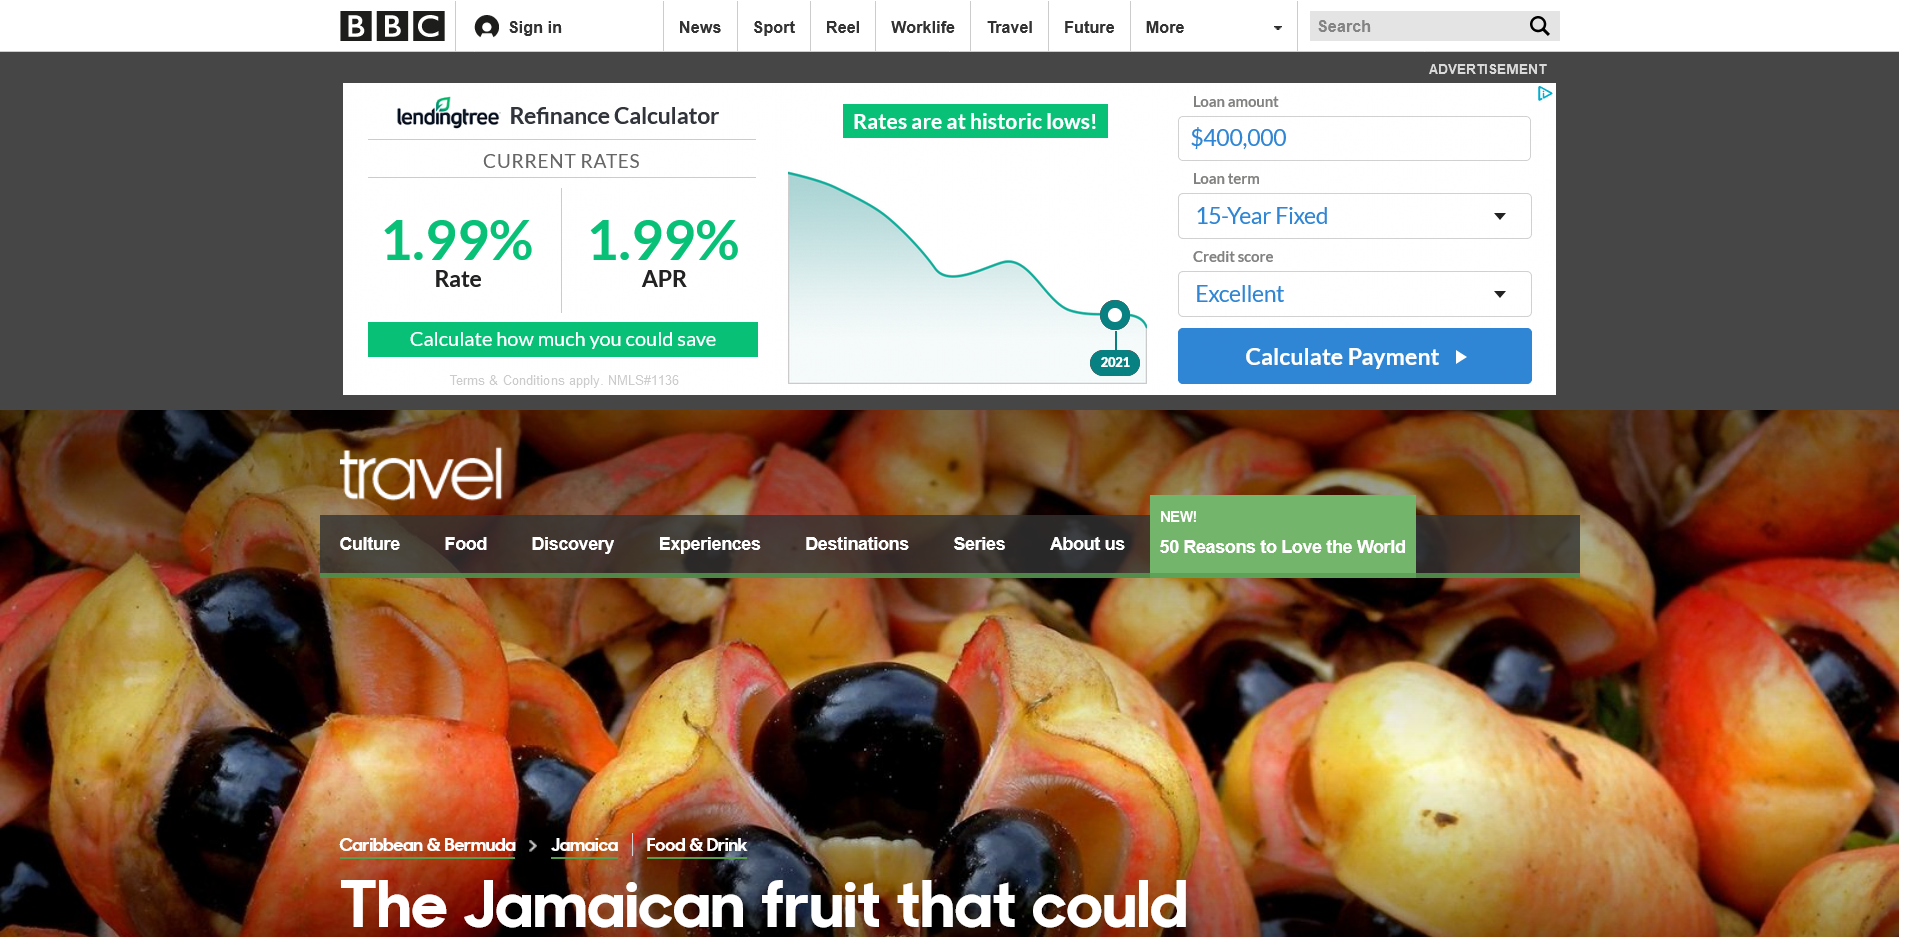 BBC
Sign in
News
Sport
Reel
Worklife
Travel
Future
More
Search
ADVERTISEMENT
lendingtree Refinance Calculator
CURRENT RATES
1.99%
Rate
1.99%
APR
Calculate how much you could save
Terms & Conditions apply. NMLS#1136
Rates are at historic lows!
2021
Loan amount
$400,000
Loan term
15-Year Fixed
Credit score
Excellent
Calculate Payment
travel
Culture
Food
Discovery
Experiences
Destinations
Series
About us
NEW!
50 Reasons to Love the World
Caribbean & Bermuda
Jamaica
Food & Drink
The Jamaican fruit that could